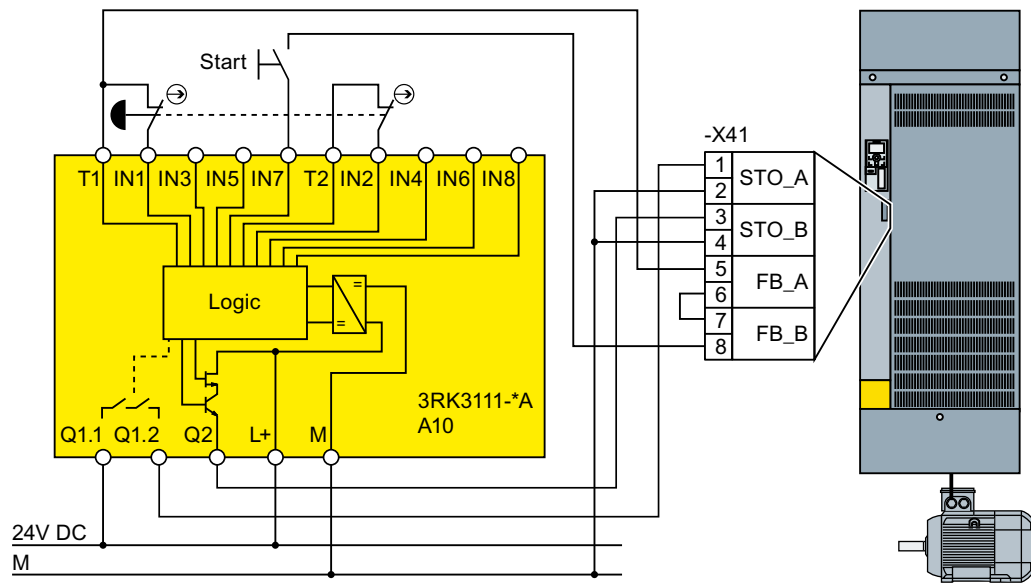 Start
-X41
1 STO_A
2
3 STO_B
4
5 FB_A
6
7 FB_B
8
T1 IN1 IN3 IN5 IN7 T2 IN2 IN4 IN6 IN8
Logic
=
=
3RK3111-*A
A10
Q1.1 Q1.2 Q2 L+ M
24V DC
M